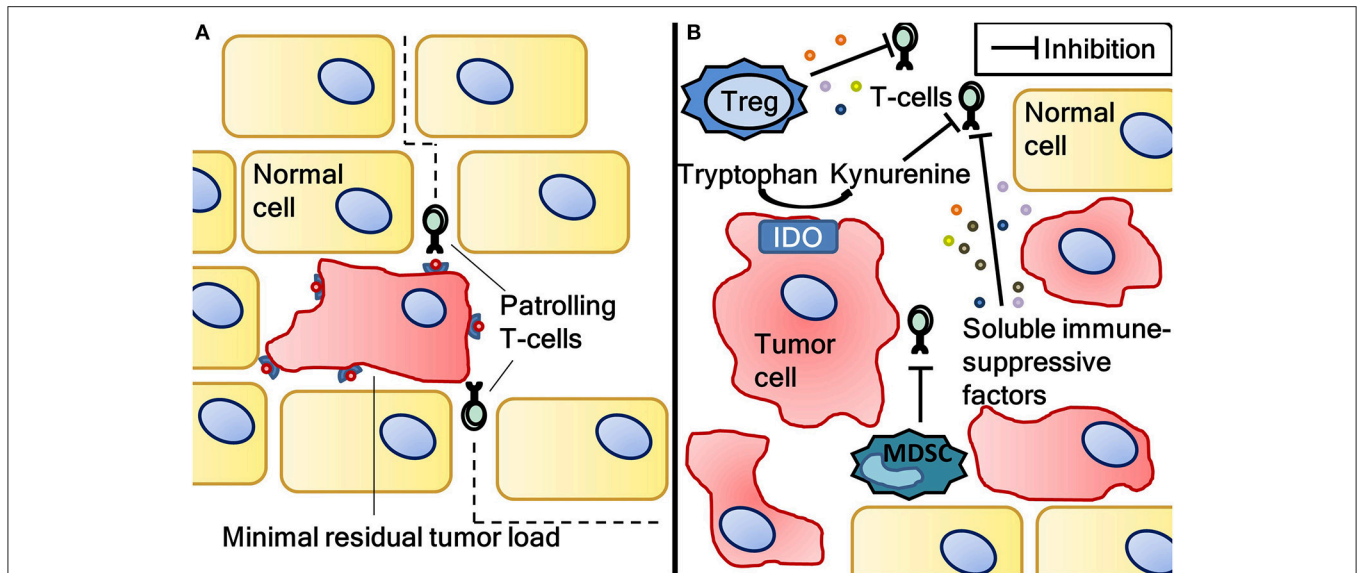 A
Normal
cell
Patrolling
T-cells
Minimal residual tumor load
B
Inhibition
Treg
T-cells
Normal
cell
Tryptophan Kynurenine
IDO
Tumor
cell
Soluble immune-
suppressive
factors
MDSC